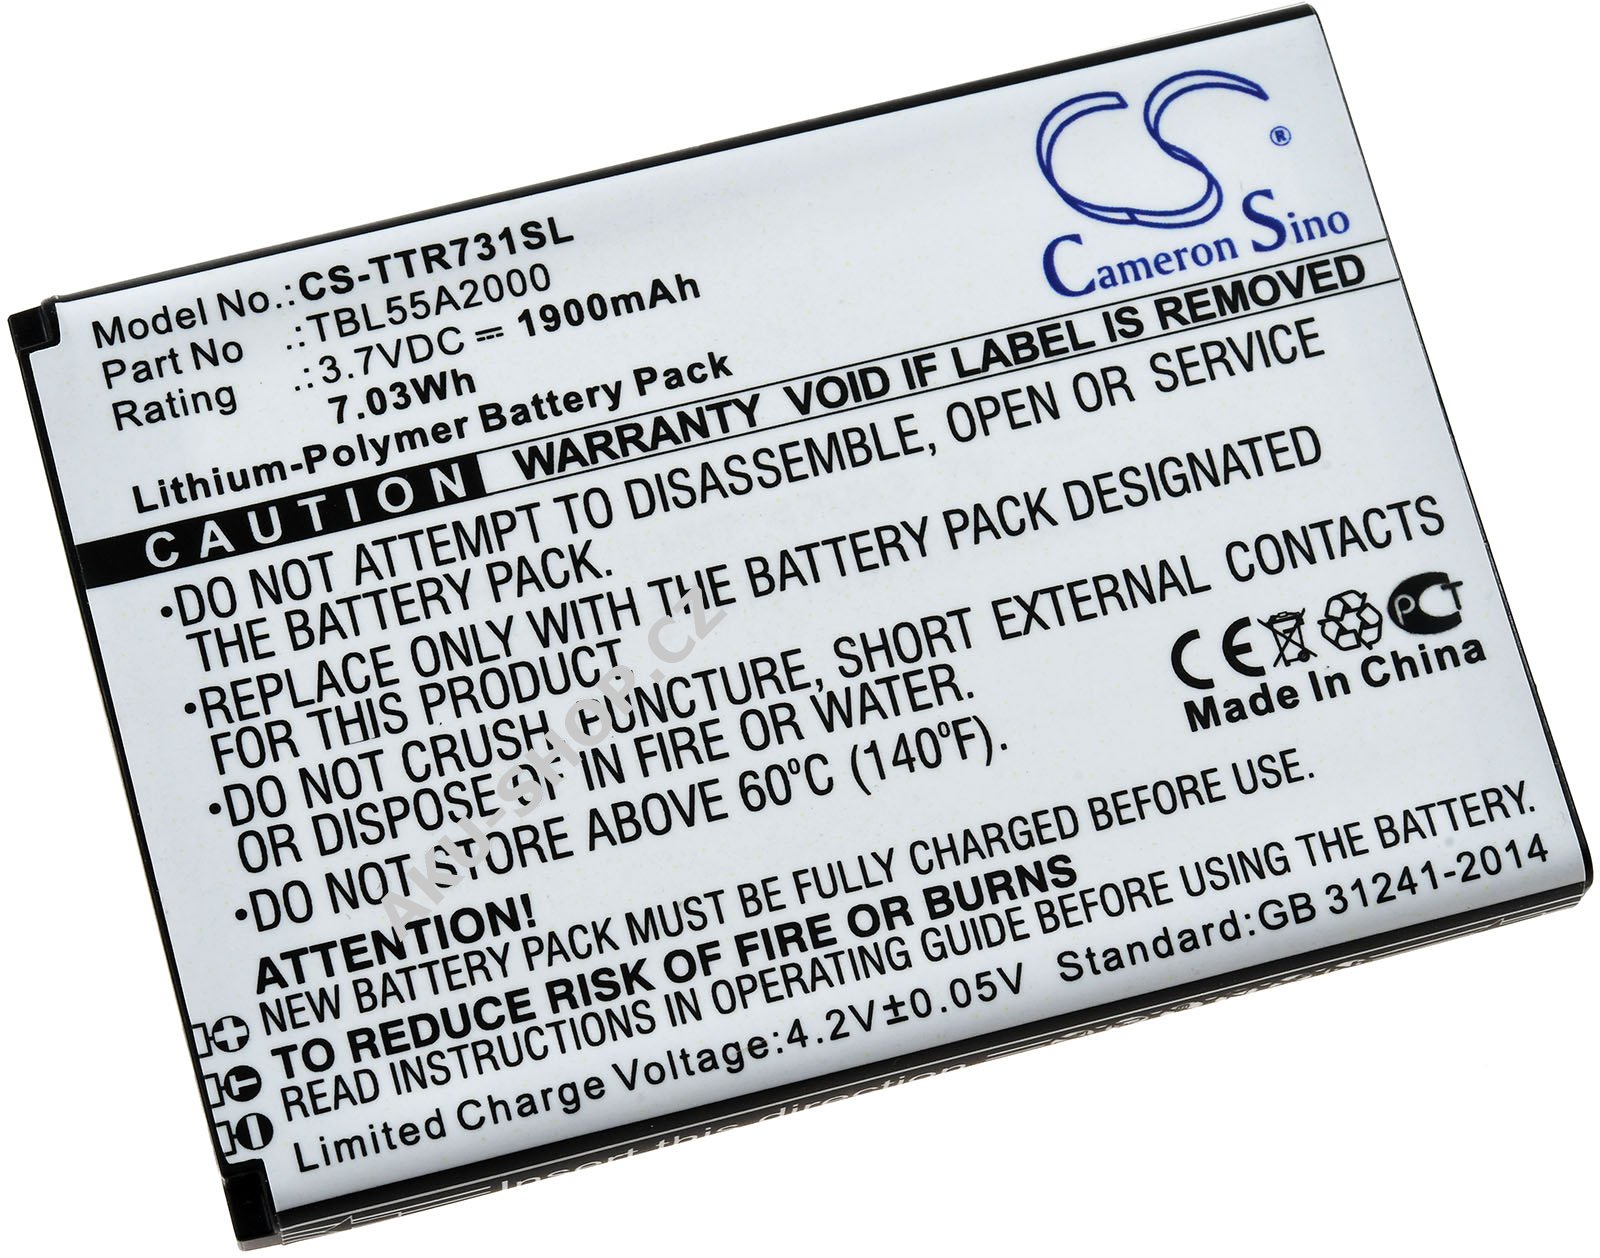 CS®
Cameron Sino
Model No.:CS-TTR731SL
Part No .:TBL55A2000
Rating .:3.7VDC⎓1900mAh
7.03Wh
Lithium-Polymer Battery Pack
CAUTION WARRANTY VOID IF LABEL IS REMOVED
•DO NOT ATTEMPT TO DISASSEMBLE, OPEN OR SERVICE
THE BATTERY PACK.
•REPLACE ONLY WITH THE BATTERY PACK DESIGNATED
FOR THIS PRODUCT.
•DO NOT CRUSH, PUNCTURE, SHORT EXTERNAL CONTACTS
OR DISPOSE IN FIRE OR WATER.
•DO NOT STORE ABOVE 60°C (140°F).
CE PCT
Made In China
ATTENTION!
NEW BATTERY PACK MUST BE FULLY CHARGED BEFORE USE.
TO REDUCE RISK OF FIRE OR BURNS
READ INSTRUCTIONS IN OPERATING GUIDE BEFORE USING THE BATTERY.
Limited Charge Voltage:4.2V±0.05V Standard:GB 31241-2014
Insert this direction
AKU-SHOP.CZ